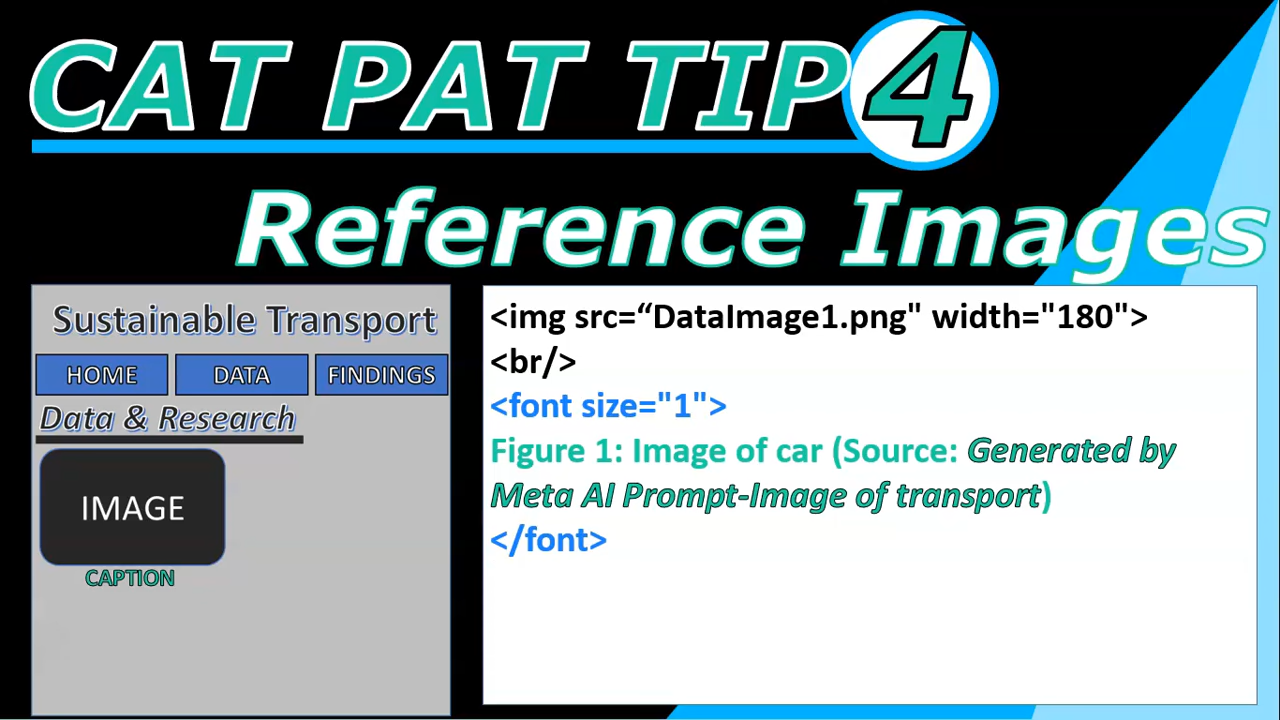 CAT PAT TIP 4
Reference Images
Sustainable Transport
HOME DATA FINDINGS
Data & Research
IMAGE
CAPTION
<img src=“DataImage1.png" width="180">
<br/>
<font size="1">
Figure 1: Image of car (Source: Generated by
Meta AI Prompt-Image of transport)
</font>